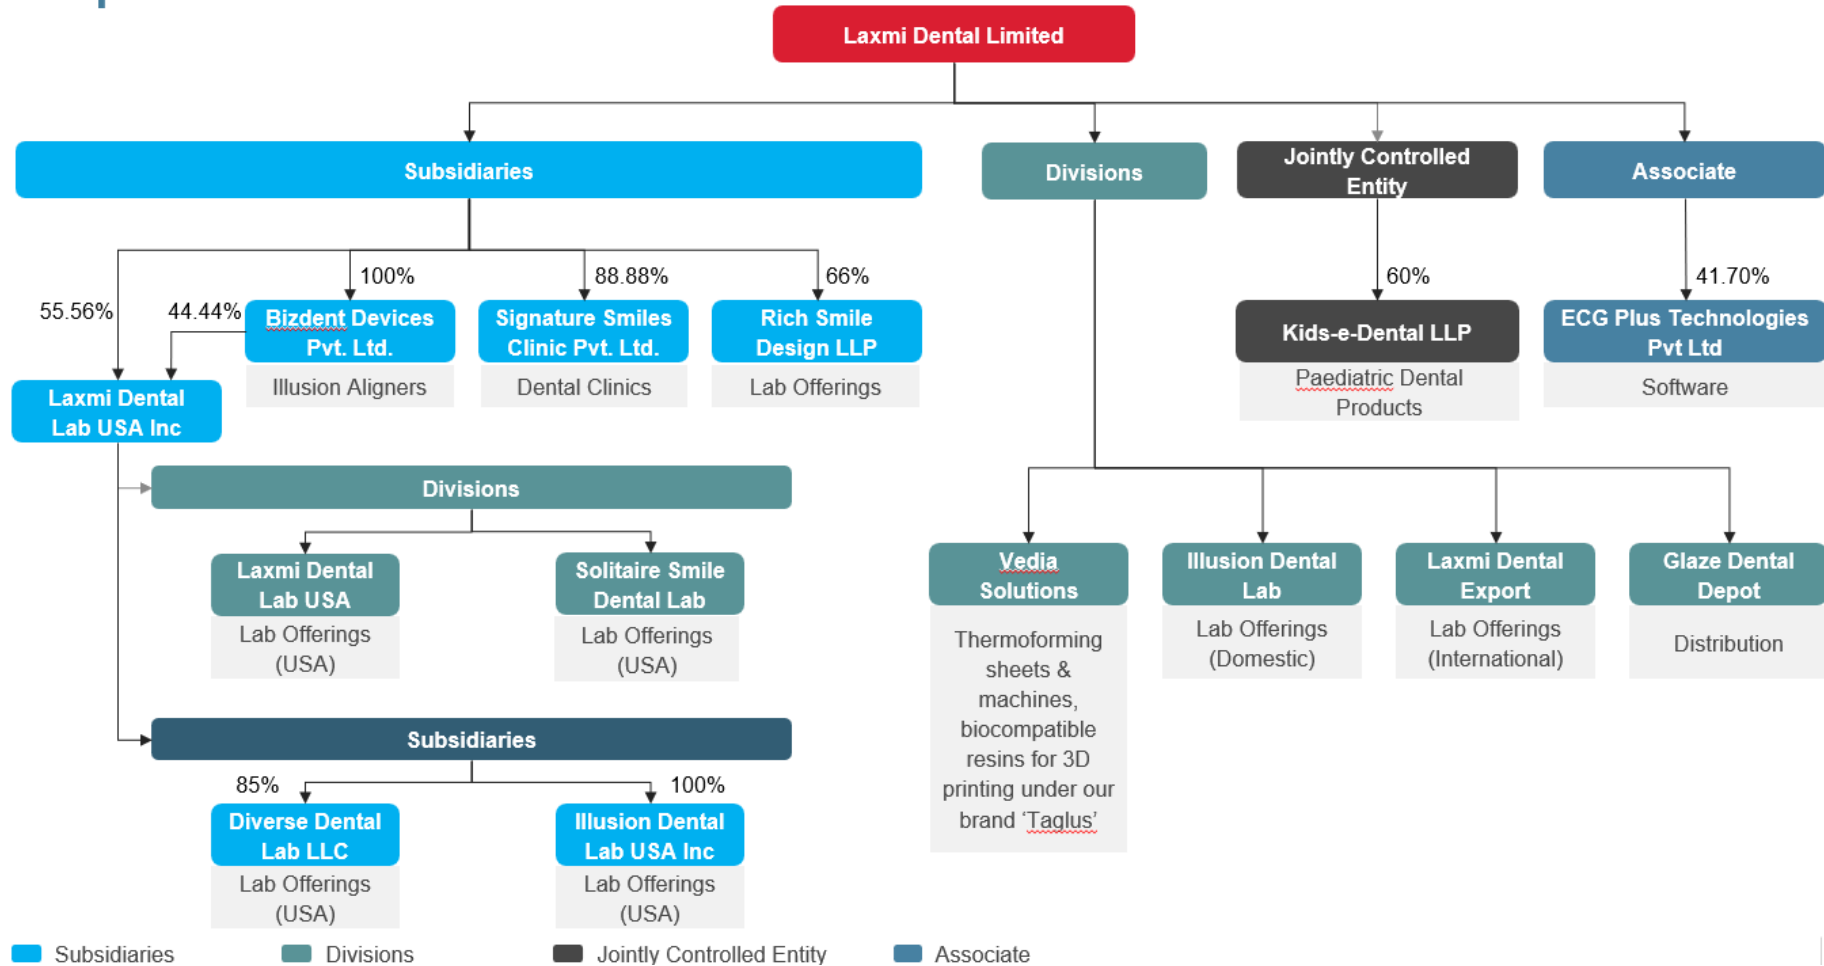 Laxmi Dental Limited
Subsidiaries
Divisions
Jointly Controlled
Entity
Associate
55.56%
44.44%
100%
88.88%
66%
60%
41.70%
Bizdent Devices
Pvt. Ltd.
Illusion Aligners
Signature Smiles
Clinic Pvt. Ltd.
Dental Clinics
Rich Smile
Design LLP
Lab Offerings
Kids-e-Dental LLP
Paediatric Dental
Products
ECG Plus Technologies
Pvt Ltd
Software
Laxmi Dental
Lab USA Inc
Divisions
Laxmi Dental
Lab USA
Lab Offerings
(USA)
Solitaire Smile
Dental Lab
Lab Offerings
(USA)
Vedia
Solutions
Thermoforming
sheets &
machines,
biocompatible
resins for 3D
printing under our
brand ‘Taglus’
Illusion Dental
Lab
Lab Offerings
(Domestic)
Laxmi Dental
Export
Lab Offerings
(International)
Glaze Dental
Depot
Distribution
Subsidiaries
85%
100%
Diverse Dental
Lab LLC
Lab Offerings
(USA)
Illusion Dental
Lab USA Inc
Lab Offerings
(USA)
Subsidiaries
Divisions
Jointly Controlled Entity
Associate